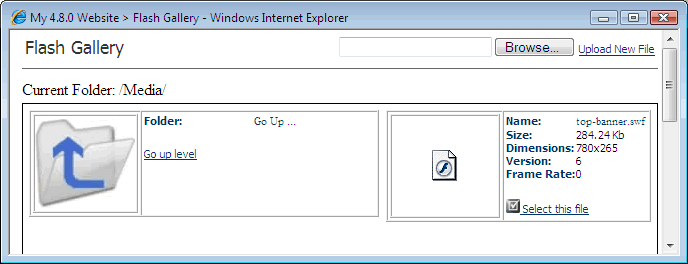 My 4.8.0 Website > Flash Gallery - Windows Internet Explorer
Flash Gallery
Browse... Upload New File
Current Folder: /Media/
Folder: Go Up ...
Go up level
Name: top-banner.swf
Size: 284.24 Kb
Dimensions: 780x265
Version: 6
Frame Rate: 0
Select this file